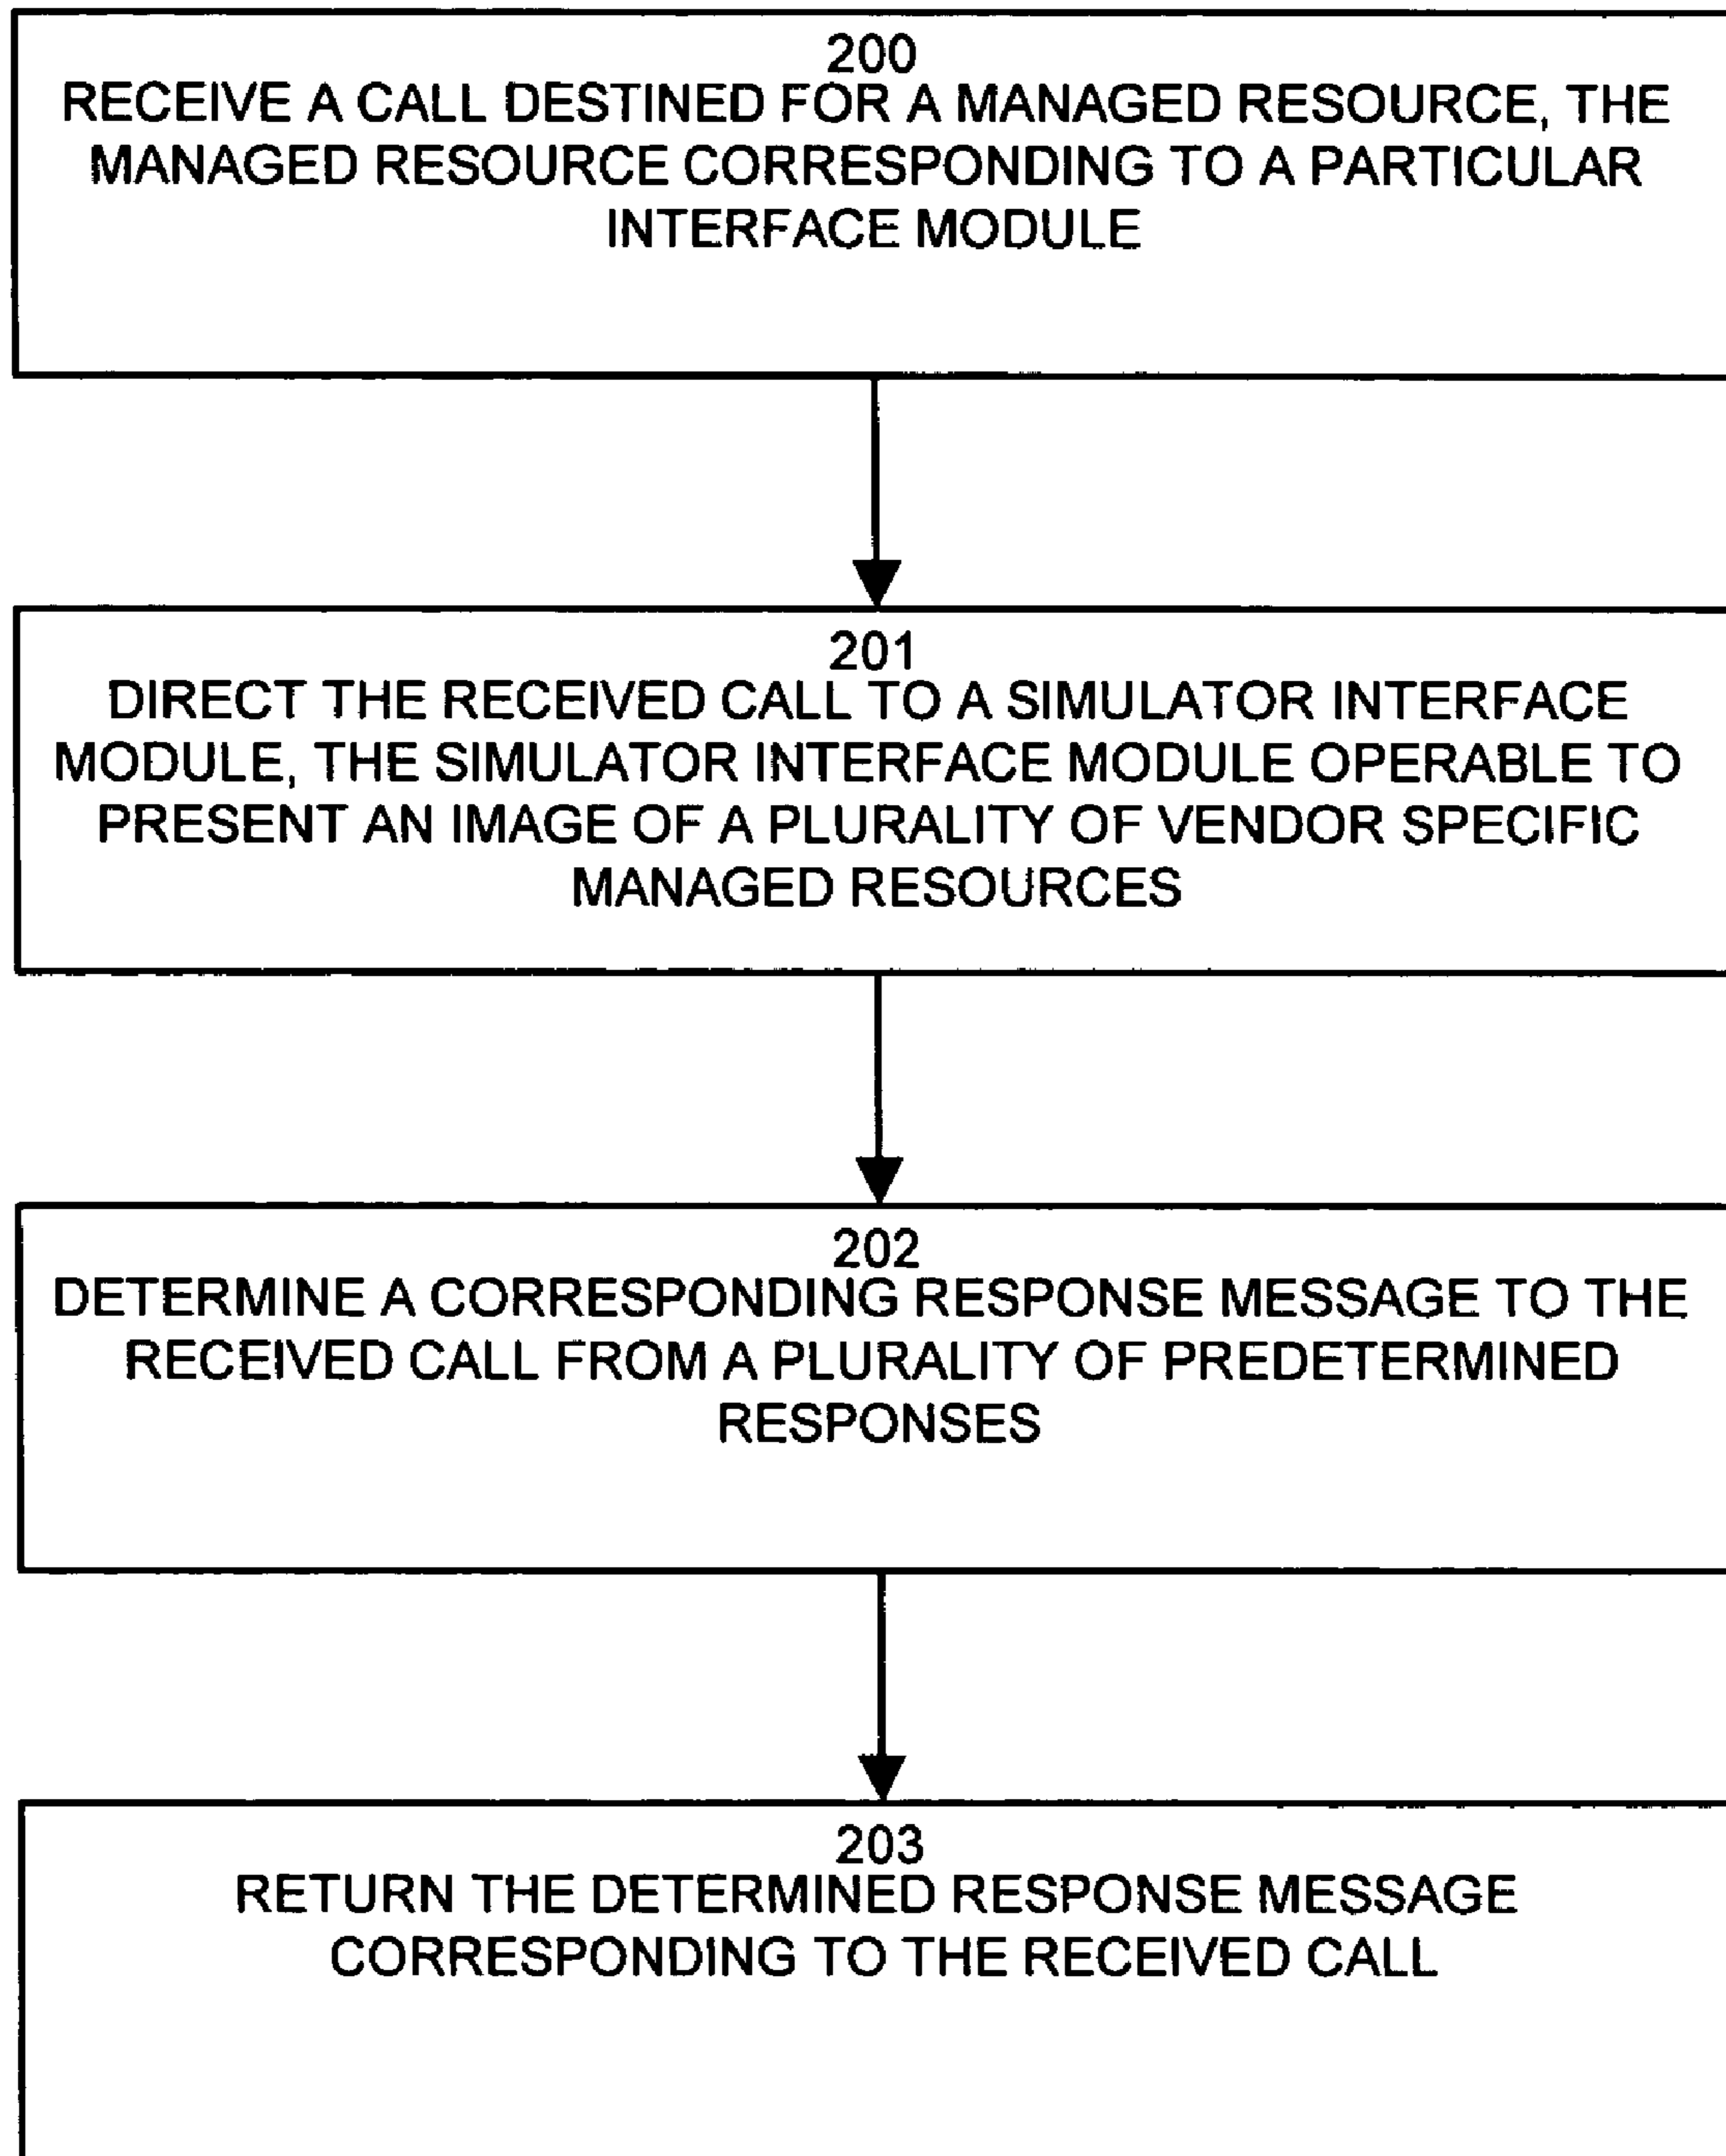 200
RECEIVE A CALL DESTINED FOR A MANAGED RESOURCE, THE
MANAGED RESOURCE CORRESPONDING TO A PARTICULAR
INTERFACE MODULE
201
DIRECT THE RECEIVED CALL TO A SIMULATOR INTERFACE
MODULE, THE SIMULATOR INTERFACE MODULE OPERABLE TO
PRESENT AN IMAGE OF A PLURALITY OF VENDOR SPECIFIC
MANAGED RESOURCES
202
DETERMINE A CORRESPONDING RESPONSE MESSAGE TO THE
RECEIVED CALL FROM A PLURALITY OF PREDETERMINED
RESPONSES
203
RETURN THE DETERMINED RESPONSE MESSAGE
CORRESPONDING TO THE RECEIVED CALL